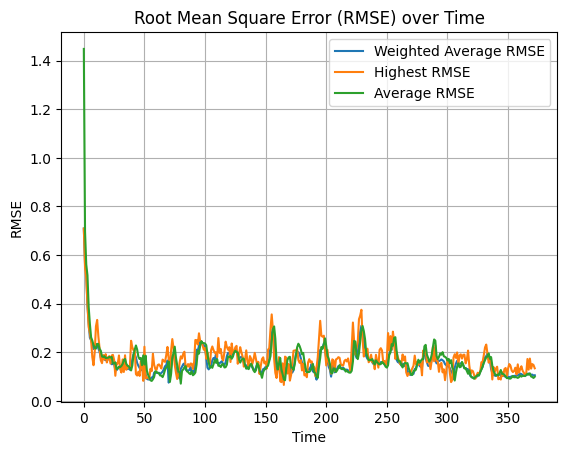 Root Mean Square Error (RMSE) over Time
Weighted Average RMSE
Highest RMSE
Average RMSE
RMSE
1.4
1.2
1.0
0.8
0.6
0.4
0.2
0.0
0 50 100 150 200 250 300 350
Time